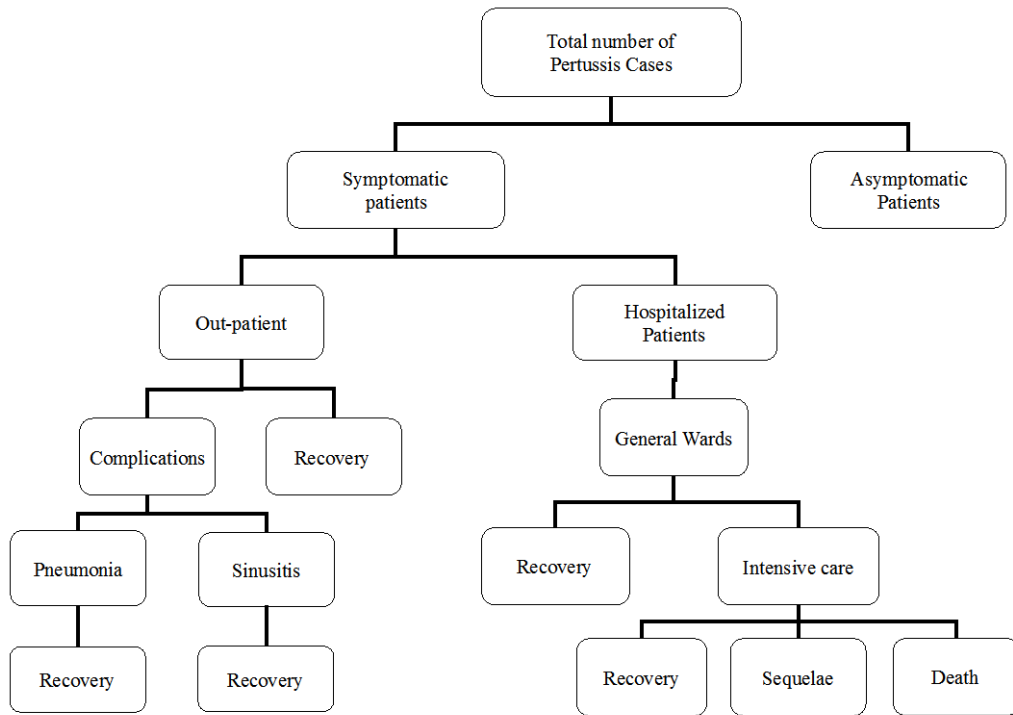 Total number of
Pertussis Cases
Symptomatic
patients
Asymptomatic
Patients
Out-patient
Hospitalized
Patients
Complications
Recovery
General Wards
Pneumonia
Sinusitis
Recovery
Intensive care
Recovery
Recovery
Recovery
Sequelae
Death